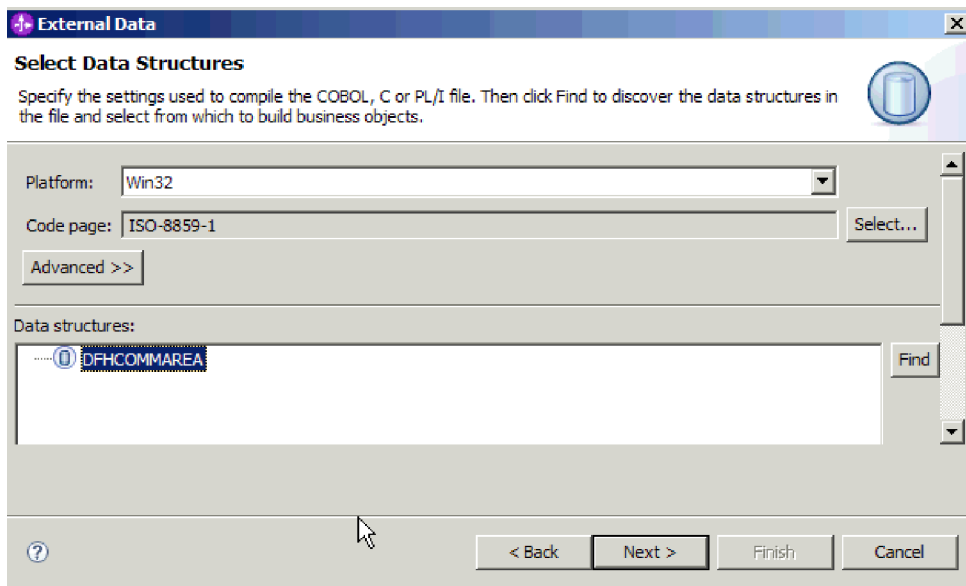 External Data
Select Data Structures
Specify the settings used to compile the COBOL, C or PL/I file. Then click Find to discover the data structures in
the file and select from which to build business objects.
Platform: Win32
Code page: ISO-8859-1 Select...
Advanced >>
Data structures:
DFHCOMMAREA Find
? < Back Next > Finish Cancel